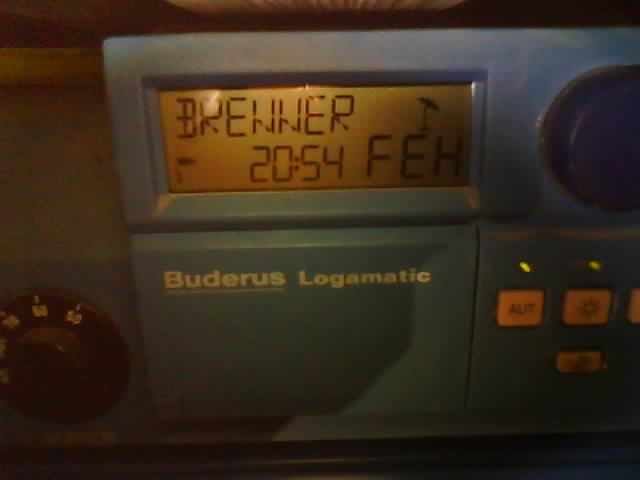 BRENNER
20:54 FEH
Buderus Logamatic
AUT